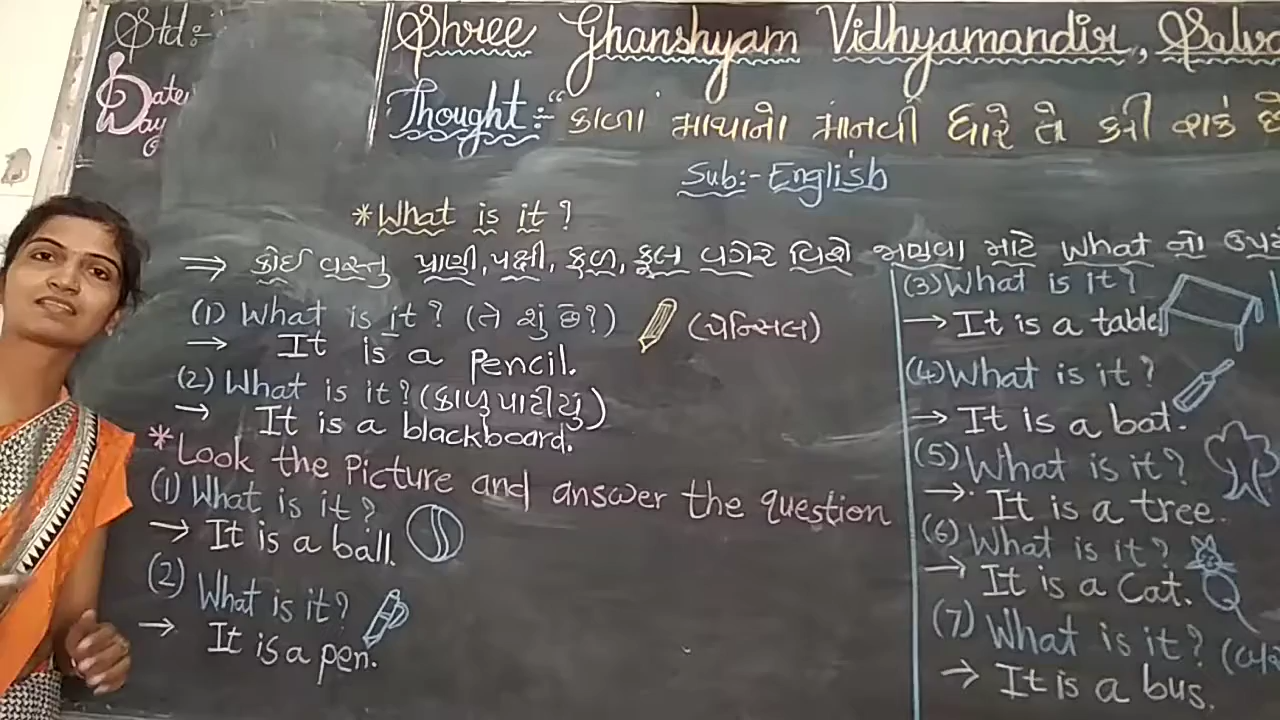 Std:-
Shree Ghanshyam Vidhyamandir,
Date
Day
Thought:- "કાળા માથાનો માનવી ધારે તે કરી શકે છે
Sub:- English
*What is it?
⇒ કોઈ વસ્તુ પ્રાણી, પક્ષી, ફળ, ફૂલ વગેરે વિશે જાણવા માટે What નો
(1) What is it? (તે શું છે?) (પેન્સિલ)
→ It is a pencil.
(2) What is it? (કાળુ પાટીયું)
→ It is a blackboard.
*Look the Picture and answer the question
(1) What is it?
→ It is a ball.
(2) What is it?
→ It is a pen.
(3) What is it?
→ It is a table
(4) What is it?
→ It is a bat.
(5) What is it?
→ It is a tree.
(6) What is it?
→ It is a Cat.
(7) What is it?
→ It is a bus.